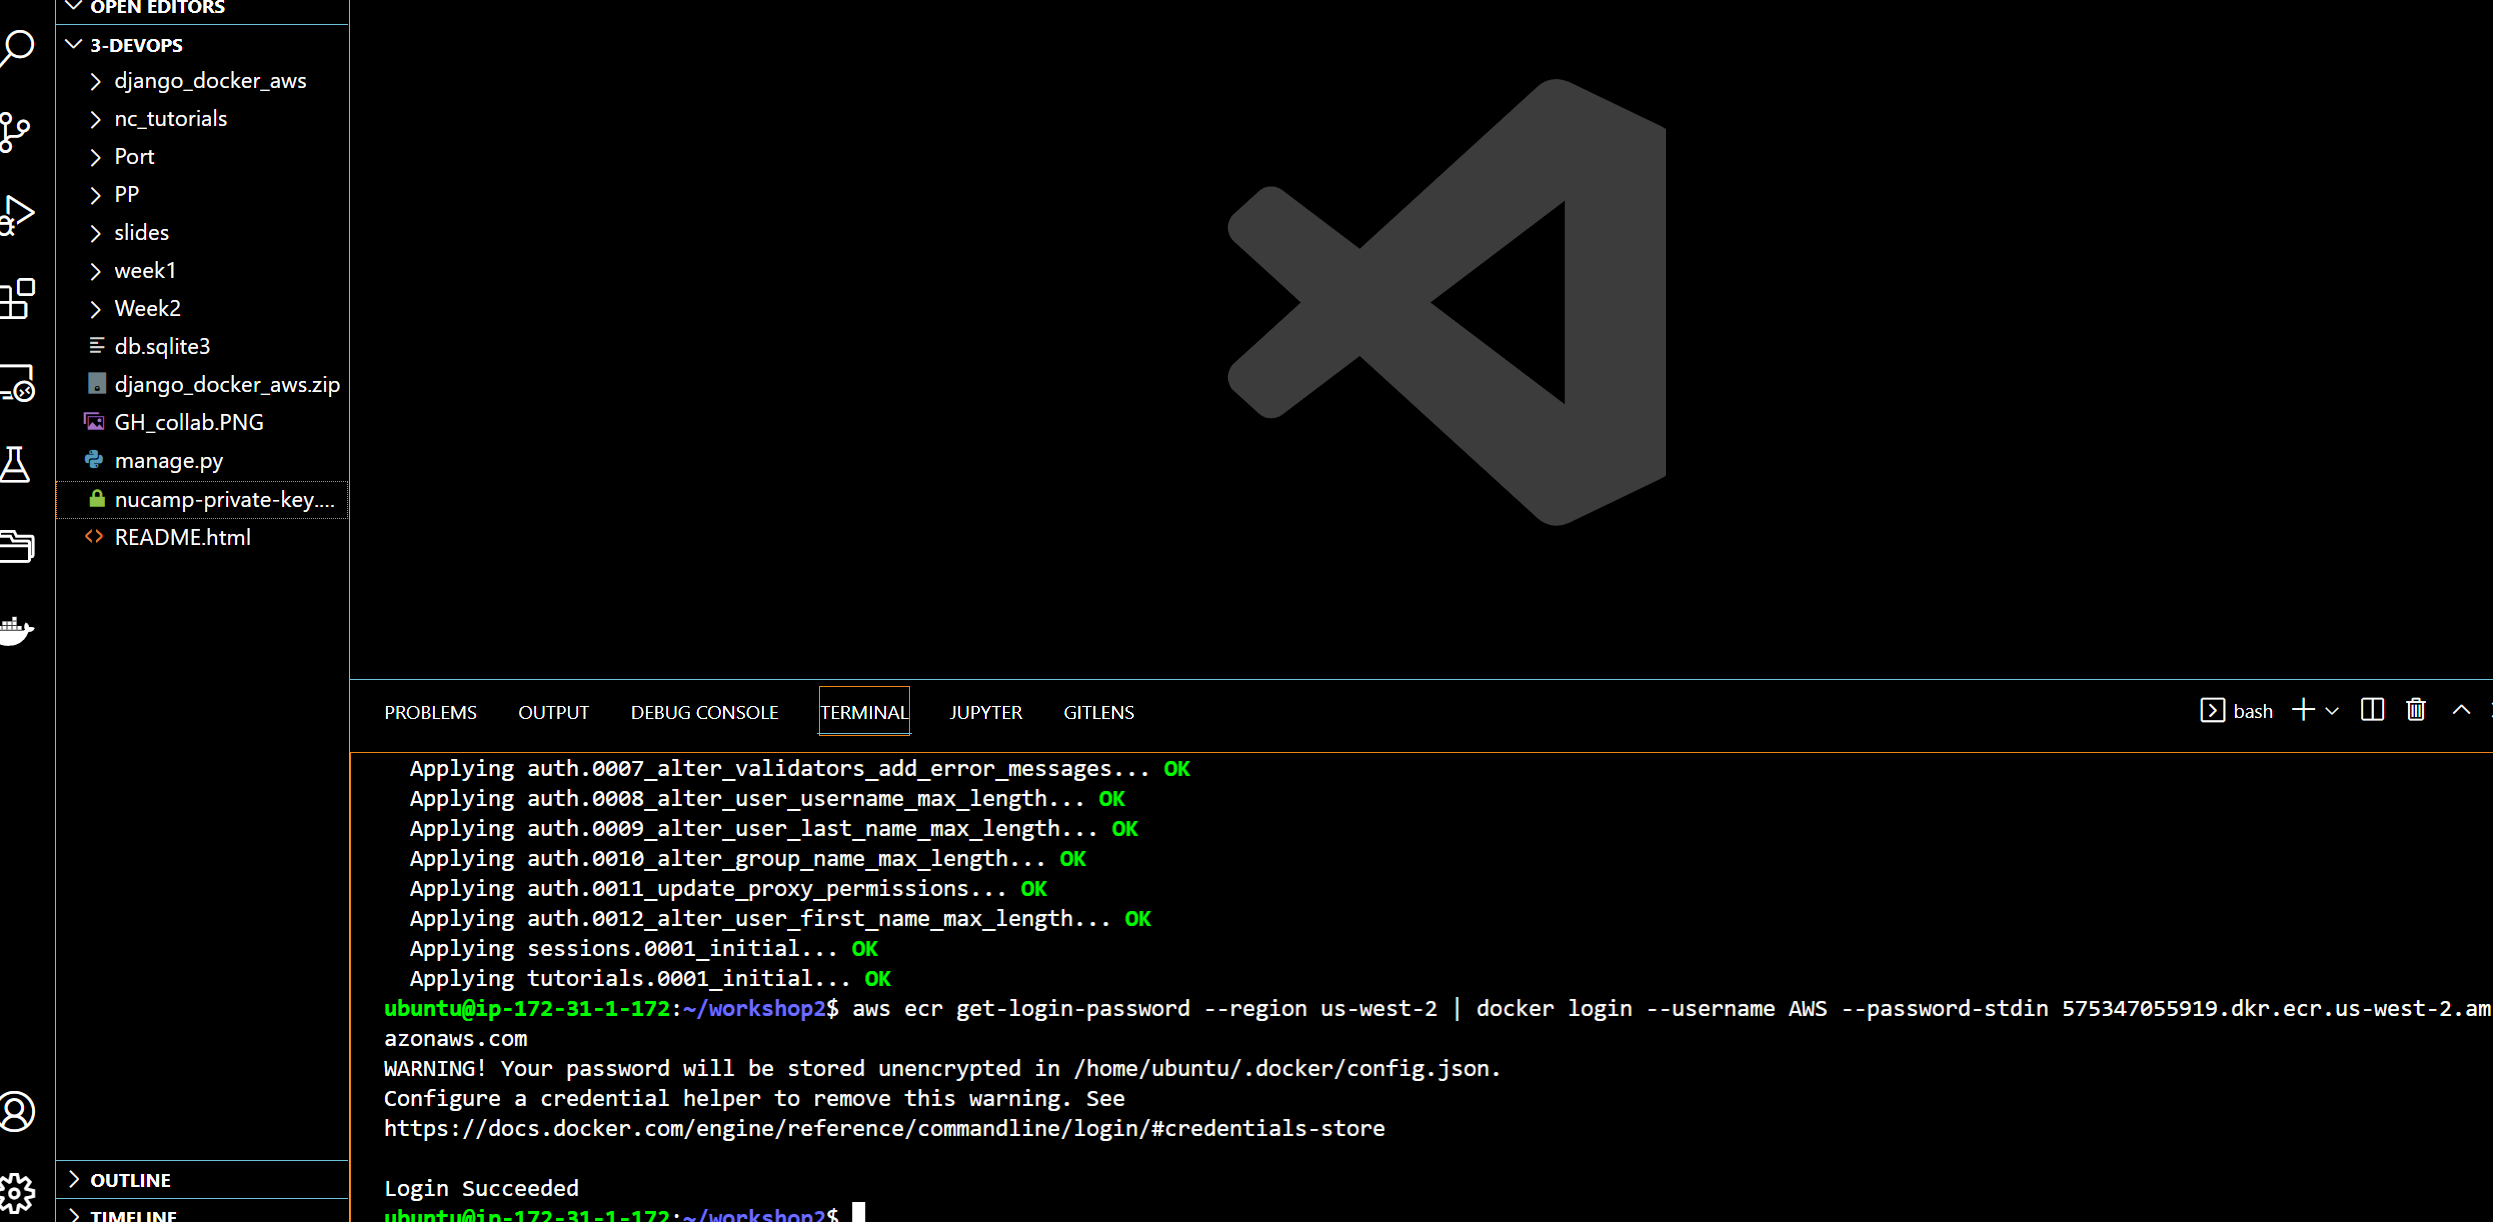 OPEN EDITORS
3-DEVOPS
django_docker_aws
nc_tutorials
Port
PP
slides
week1
Week2
db.sqlite3
django_docker_aws.zip
GH_collab.PNG
manage.py
nucamp-private-key....
README.html
OUTLINE
TIMELINE
PROBLEMS OUTPUT DEBUG CONSOLE TERMINAL JUPYTER GITLENS
bash
Applying auth.0007_alter_validators_add_error_messages... OK
Applying auth.0008_alter_user_username_max_length... OK
Applying auth.0009_alter_user_last_name_max_length... OK
Applying auth.0010_alter_group_name_max_length... OK
Applying auth.0011_update_proxy_permissions... OK
Applying auth.0012_alter_user_first_name_max_length... OK
Applying sessions.0001_initial... OK
Applying tutorials.0001_initial... OK
ubuntu@ip-172-31-1-172:~/workshop2$ aws ecr get-login-password --region us-west-2 | docker login --username AWS --password-stdin 575347055919.dkr.ecr.us-west-2.am
azonaws.com
WARNING! Your password will be stored unencrypted in /home/ubuntu/.docker/config.json.
Configure a credential helper to remove this warning. See
https://docs.docker.com/engine/reference/commandline/login/#credentials-store
Login Succeeded
ubuntu@ip-172-31-1-172:~/workshop2$